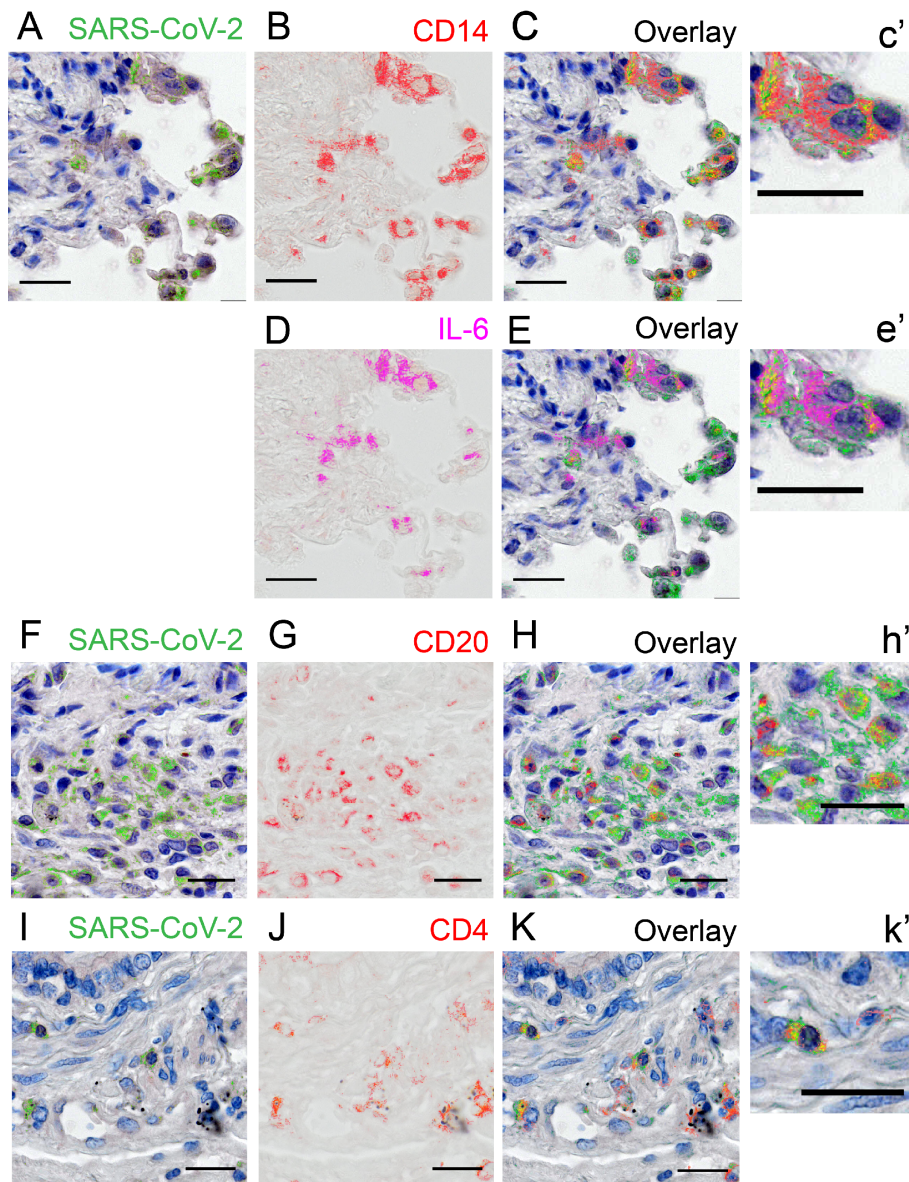 A SARS-CoV-2 B CD14 C Overlay c’
D IL-6 E Overlay e’
F SARS-CoV-2 G CD20 H Overlay h’
I SARS-CoV-2 J CD4 K Overlay k’